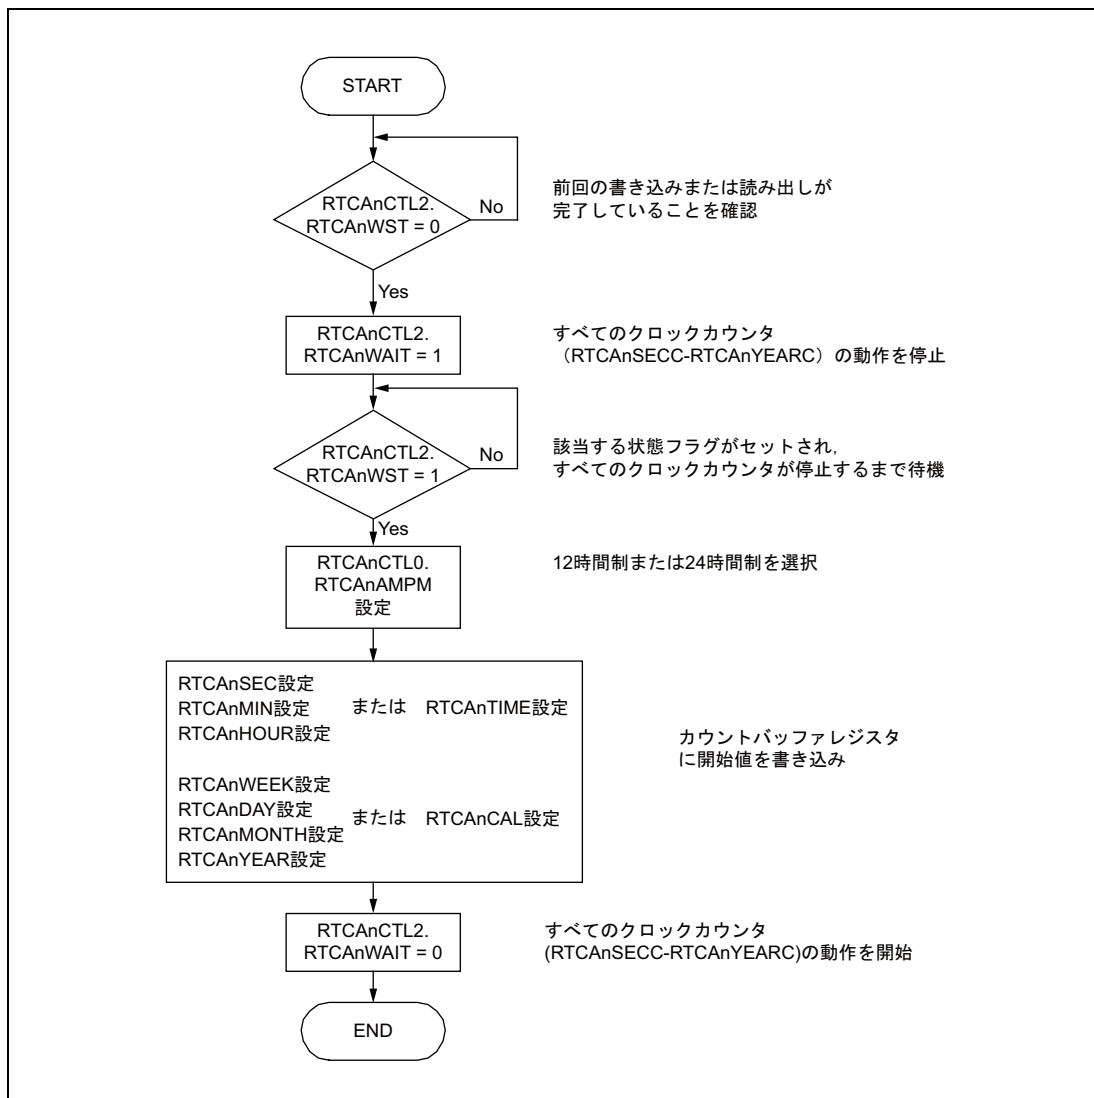 START
RTCAnCTL2.
RTCAnWST = 0
No
前回の書き込みまたは読み出しが
完了していることを確認
Yes
RTCAnCTL2.
RTCAnWAIT = 1
すべてのクロックカウンタ
（RTCAnSECC-RTCAnYEARC）の動作を停止
RTCAnCTL2.
RTCAnWST = 1
No
該当する状態フラグがセットされ,
すべてのクロックカウンタが停止するまで待機
Yes
RTCAnCTL0.
RTCAnAMPM
設定
12時間制または24時間制を選択
RTCAnSEC設定
RTCAnMIN設定 または RTCAnTIME設定
RTCAnHOUR設定
カウントバッファレジスタ
に開始値を書き込み
RTCAnWEEK設定
RTCAnDAY設定 または RTCAnCAL設定
RTCAnMONTH設定
RTCAnYEAR設定
RTCAnCTL2.
RTCAnWAIT = 0
すべてのクロックカウンタ
(RTCAnSECC-RTCAnYEARC)の動作を開始
END